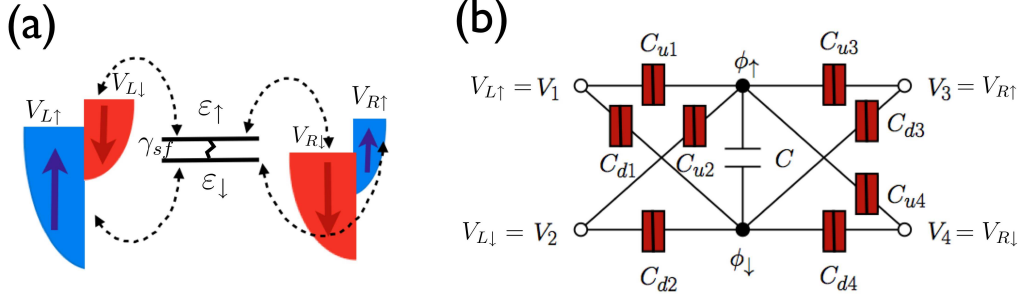 (a)
V_{L↓}
V_{L↑}
ε_↑
V_{R↑}
V_{R↓}
γ_{sf}
ε_↓
(b)
C_{u1}
C_{u3}
ϕ_↑
V_{L↑} = V_1
V_3 = V_{R↑}
C_{d1}
C_{u2}
C
C_{d3}
C_{u4}
V_{L↓} = V_2
V_4 = V_{R↓}
C_{d2}
ϕ_↓
C_{d4}